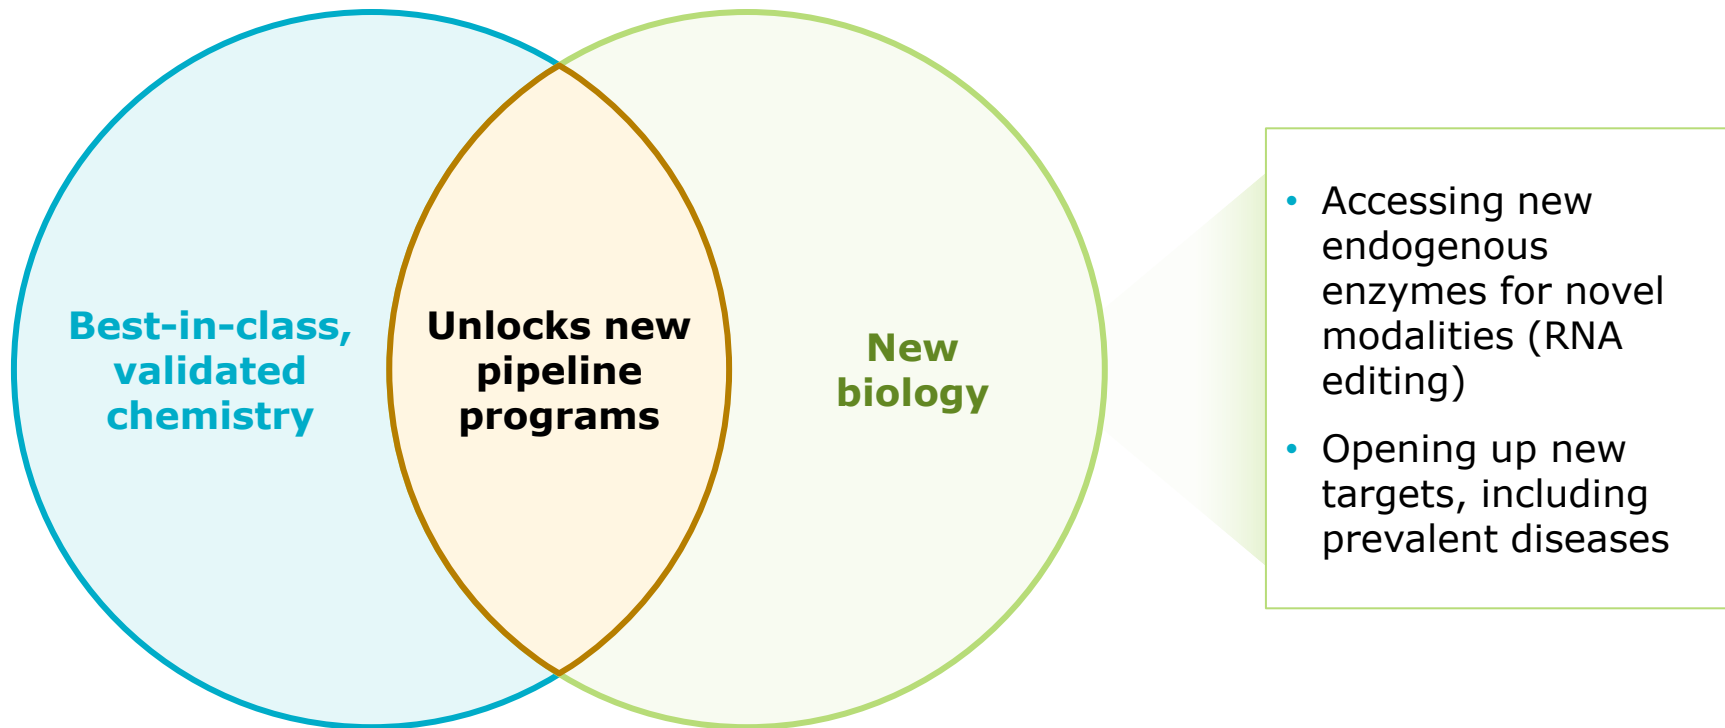 Best-in-class,
validated
chemistry
Unlocks new
pipeline
programs
New
biology
• Accessing new
endogenous
enzymes for novel
modalities (RNA
editing)
• Opening up new
targets, including
prevalent diseases